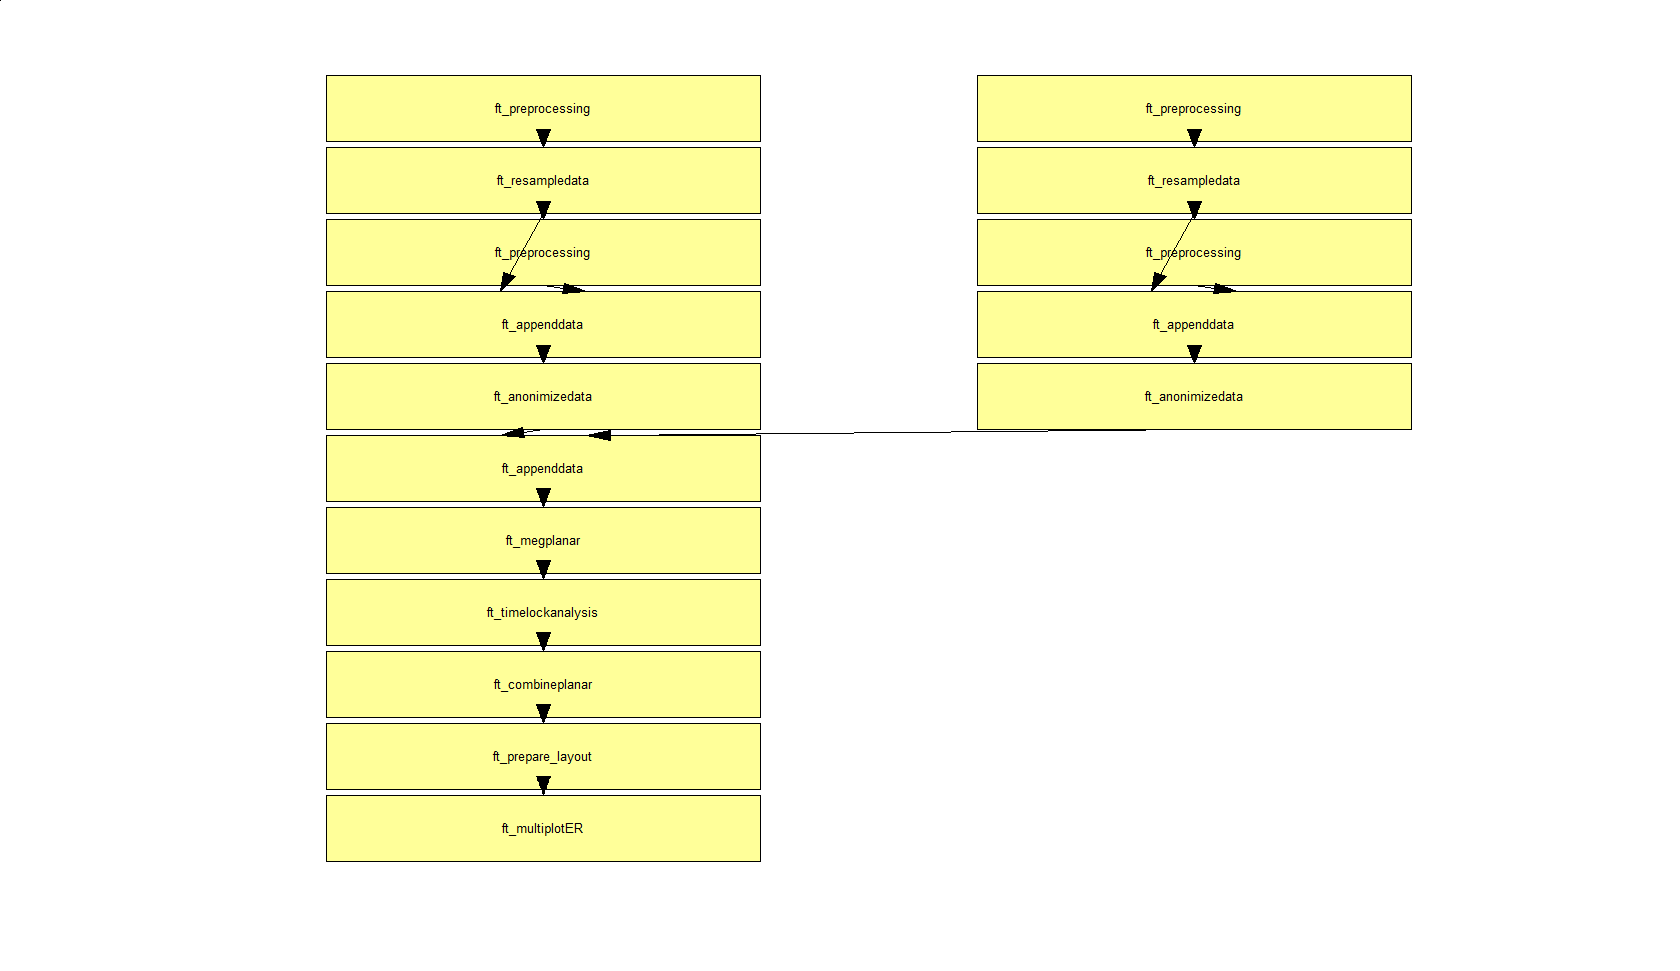 ft_preprocessing
ft_resampledata
ft_preprocessing
ft_appenddata
ft_anonimizedata
ft_appenddata
ft_megplanar
ft_timelockanalysis
ft_combineplanar
ft_prepare_layout
ft_multiplotER
ft_preprocessing
ft_resampledata
ft_preprocessing
ft_appenddata
ft_anonimizedata